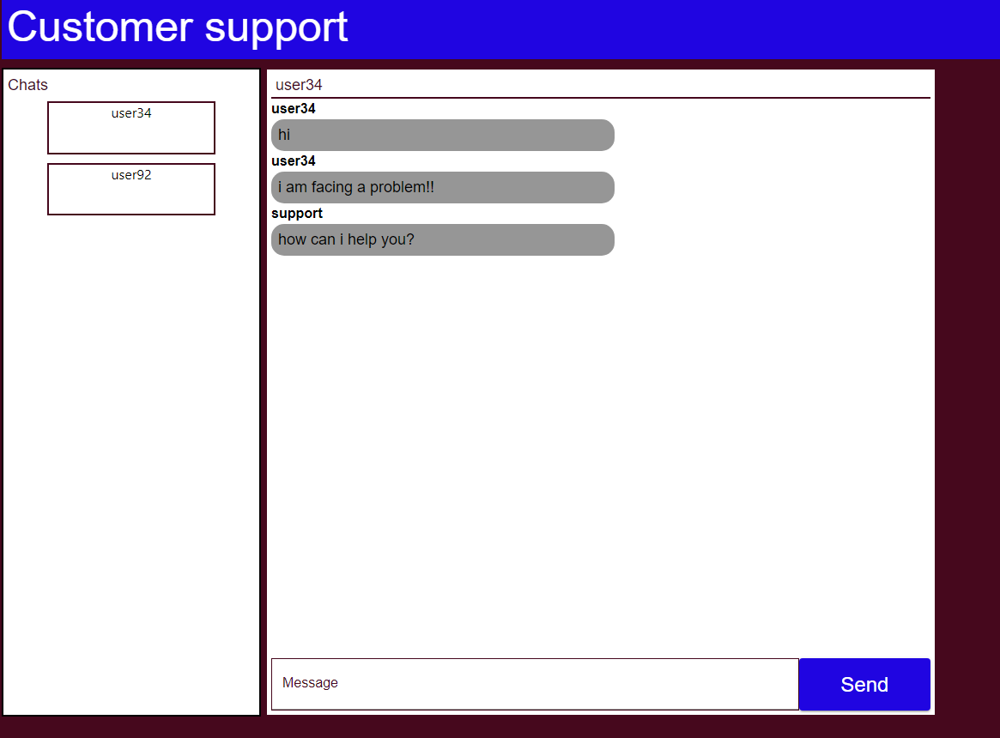 Customer support
Chats
user34
user92
user34
user34
hi
user34
i am facing a problem!!
support
how can i help you?
Message
Send